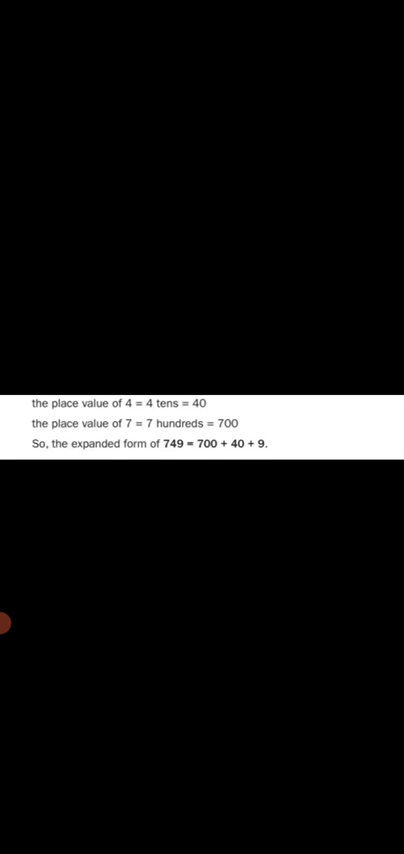 the place value of 4 = 4 tens = 40
the place value of 7 = 7 hundreds = 700
So, the expanded form of 749 = 700 + 40 + 9.